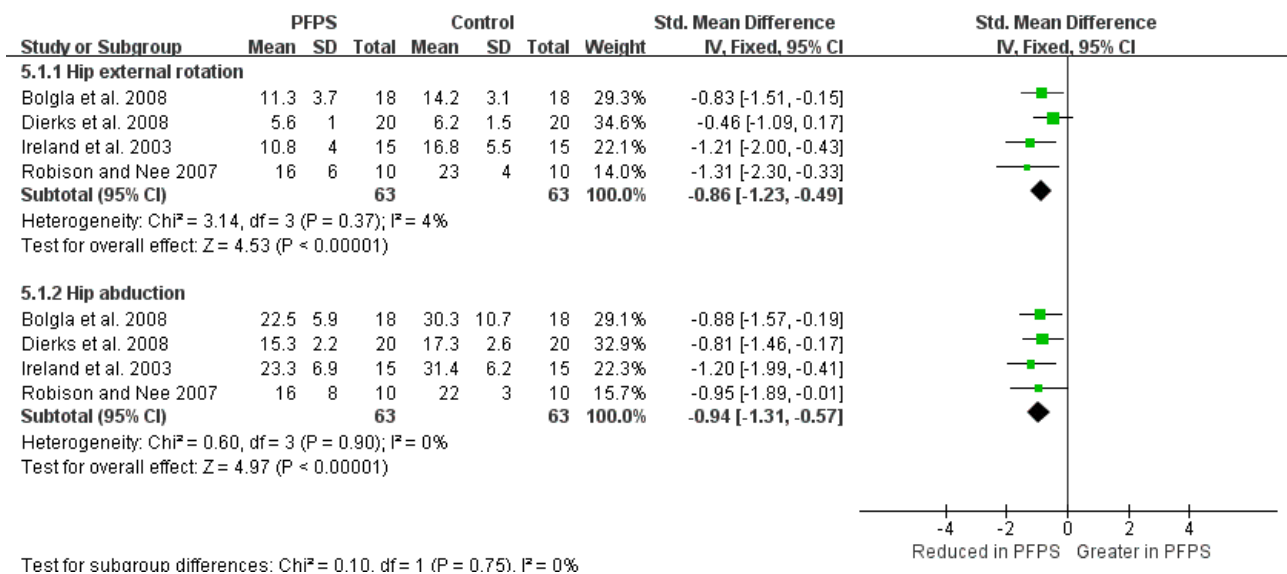 PFPS Control Std. Mean Difference Std. Mean Difference
Study or Subgroup Mean SD Total Mean SD Total Weight IV, Fixed, 95% CI IV, Fixed, 95% CI
5.1.1 Hip external rotation
Bolgla et al. 2008 11.3 3.7 18 14.2 3.1 18 29.3% -0.83 [-1.51, -0.15]
Dierks et al. 2008 5.6 1 20 6.2 1.5 20 34.6% -0.46 [-1.09, 0.17]
Ireland et al. 2003 10.8 4 15 16.8 5.5 15 22.1% -1.21 [-2.00, -0.43]
Robison and Nee 2007 16 6 10 23 4 10 14.0% -1.31 [-2.30, -0.33]
Subtotal (95% CI) 63 63 100.0% -0.86 [-1.23, -0.49]
Heterogeneity: Chi² = 3.14, df = 3 (P = 0.37); I² = 4%
Test for overall effect: Z = 4.53 (P < 0.00001)
5.1.2 Hip abduction
Bolgla et al. 2008 22.5 5.9 18 30.3 10.7 18 29.1% -0.88 [-1.57, -0.19]
Dierks et al. 2008 15.3 2.2 20 17.3 2.6 20 32.9% -0.81 [-1.46, -0.17]
Ireland et al. 2003 23.3 6.9 15 31.4 6.2 15 22.3% -1.20 [-1.99, -0.41]
Robison and Nee 2007 16 8 10 22 3 10 15.7% -0.95 [-1.89, -0.01]
Subtotal (95% CI) 63 63 100.0% -0.94 [-1.31, -0.57]
Heterogeneity: Chi² = 0.60, df = 3 (P = 0.90); I² = 0%
Test for overall effect: Z = 4.97 (P < 0.00001)
-4 -2 0 2 4
Reduced in PFPS Greater in PFPS
Test for subgroup differences: Chi² = 0.10, df = 1 (P = 0.75), I² = 0%